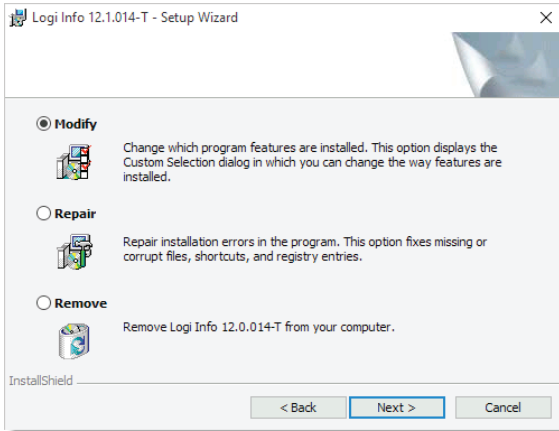 Logi Info 12.1.014-T - Setup Wizard
Modify
Change which program features are installed. This option displays the
Custom Selection dialog in which you can change the way features are
installed.
Repair
Repair installation errors in the program. This option fixes missing or
corrupt files, shortcuts, and registry entries.
Remove
Remove Logi Info 12.0.014-T from your computer.
InstallShield
< Back Next > Cancel